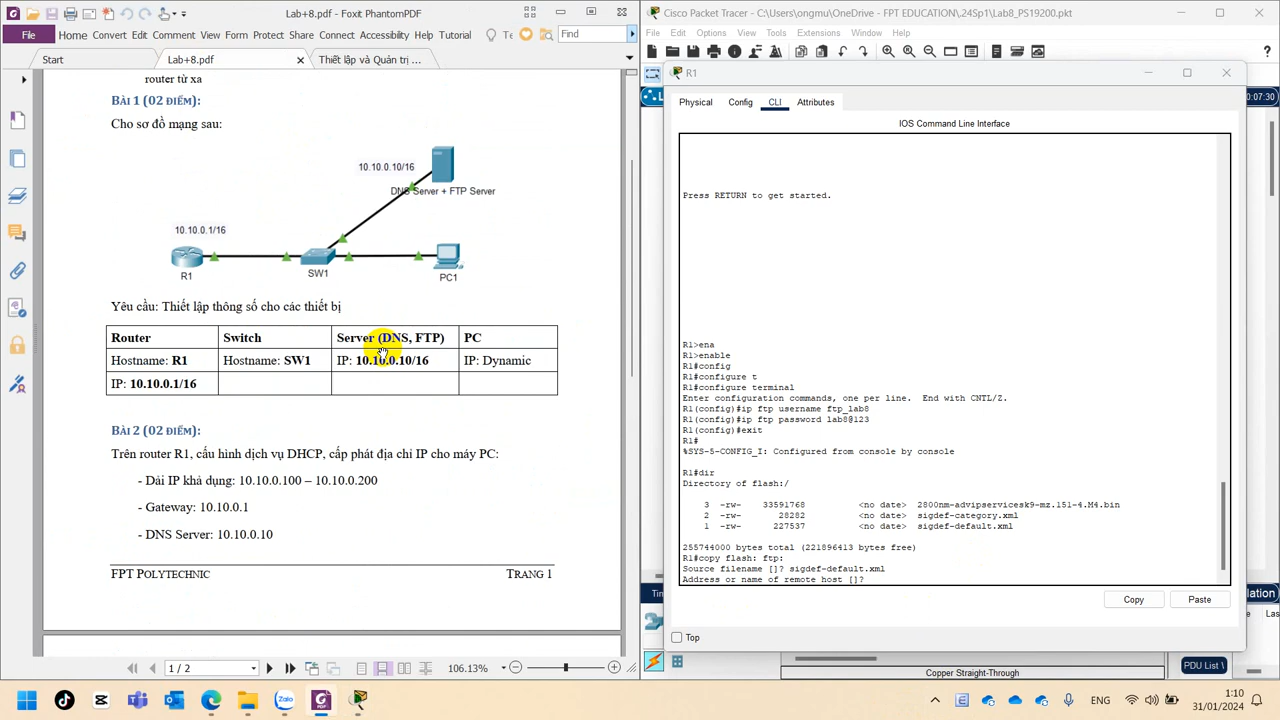 Lab+8.pdf - Foxit PhantomPDF
File Home Convert Edit Comment View Form Protect Share Connect Accessibility Help Tutorial Te Find
Start Lab+8.pdf Thiết lập và Quản trị ...
router từ xa
BÀI 1 (02 ĐIỂM):
Cho sơ đồ mạng sau:
10.10.0.10/16
DNS Server + FTP Server
10.10.0.1/16
R1
SW1
PC1
Yêu cầu: Thiết lập thông số cho các thiết bị
Router Switch Server (DNS, FTP) PC
Hostname: R1 Hostname: SW1 IP: 10.10.0.10/16 IP: Dynamic
IP: 10.10.0.1/16
BÀI 2 (02 ĐIỂM):
Trên router R1, cấu hình dịch vụ DHCP, cấp phát địa chỉ IP cho máy PC:
- Dải IP khả dụng: 10.10.0.100 – 10.10.0.200
- Gateway: 10.10.0.1
- DNS Server: 10.10.0.10
FPT POLYTECHNIC TRANG 1
1 / 2 106.13%
Cisco Packet Tracer - C:\Users\ongmu\OneDrive - FPT EDUCATION\24Sp1\Lab8_PS19200.pkt
File Edit Options View Tools Extensions Window Help
R1
:07:30
Physical Config CLI Attributes
IOS Command Line Interface
Press RETURN to get started.
R1>ena
R1>enable
R1#config
R1#configure t
R1#configure terminal
Enter configuration commands, one per line. End with CNTL/Z.
R1(config)#ip ftp username ftp_lab8
R1(config)#ip ftp password lab8@123
R1(config)#exit
R1#
%SYS-5-CONFIG_I: Configured from console by console
R1#dir
Directory of flash:/
3 -rw- 33591768 <no date> 2800nm-advipservicesk9-mz.151-4.M4.bin
2 -rw- 28282 <no date> sigdef-category.xml
1 -rw- 227537 <no date> sigdef-default.xml
255744000 bytes total (221896413 bytes free)
R1#copy flash: ftp:
Source filename []? sigdef-default.xml
Address or name of remote host []?
Copy Paste
Top
Copper Straight-Through
PDU List
ENG
1:10
31/01/2024